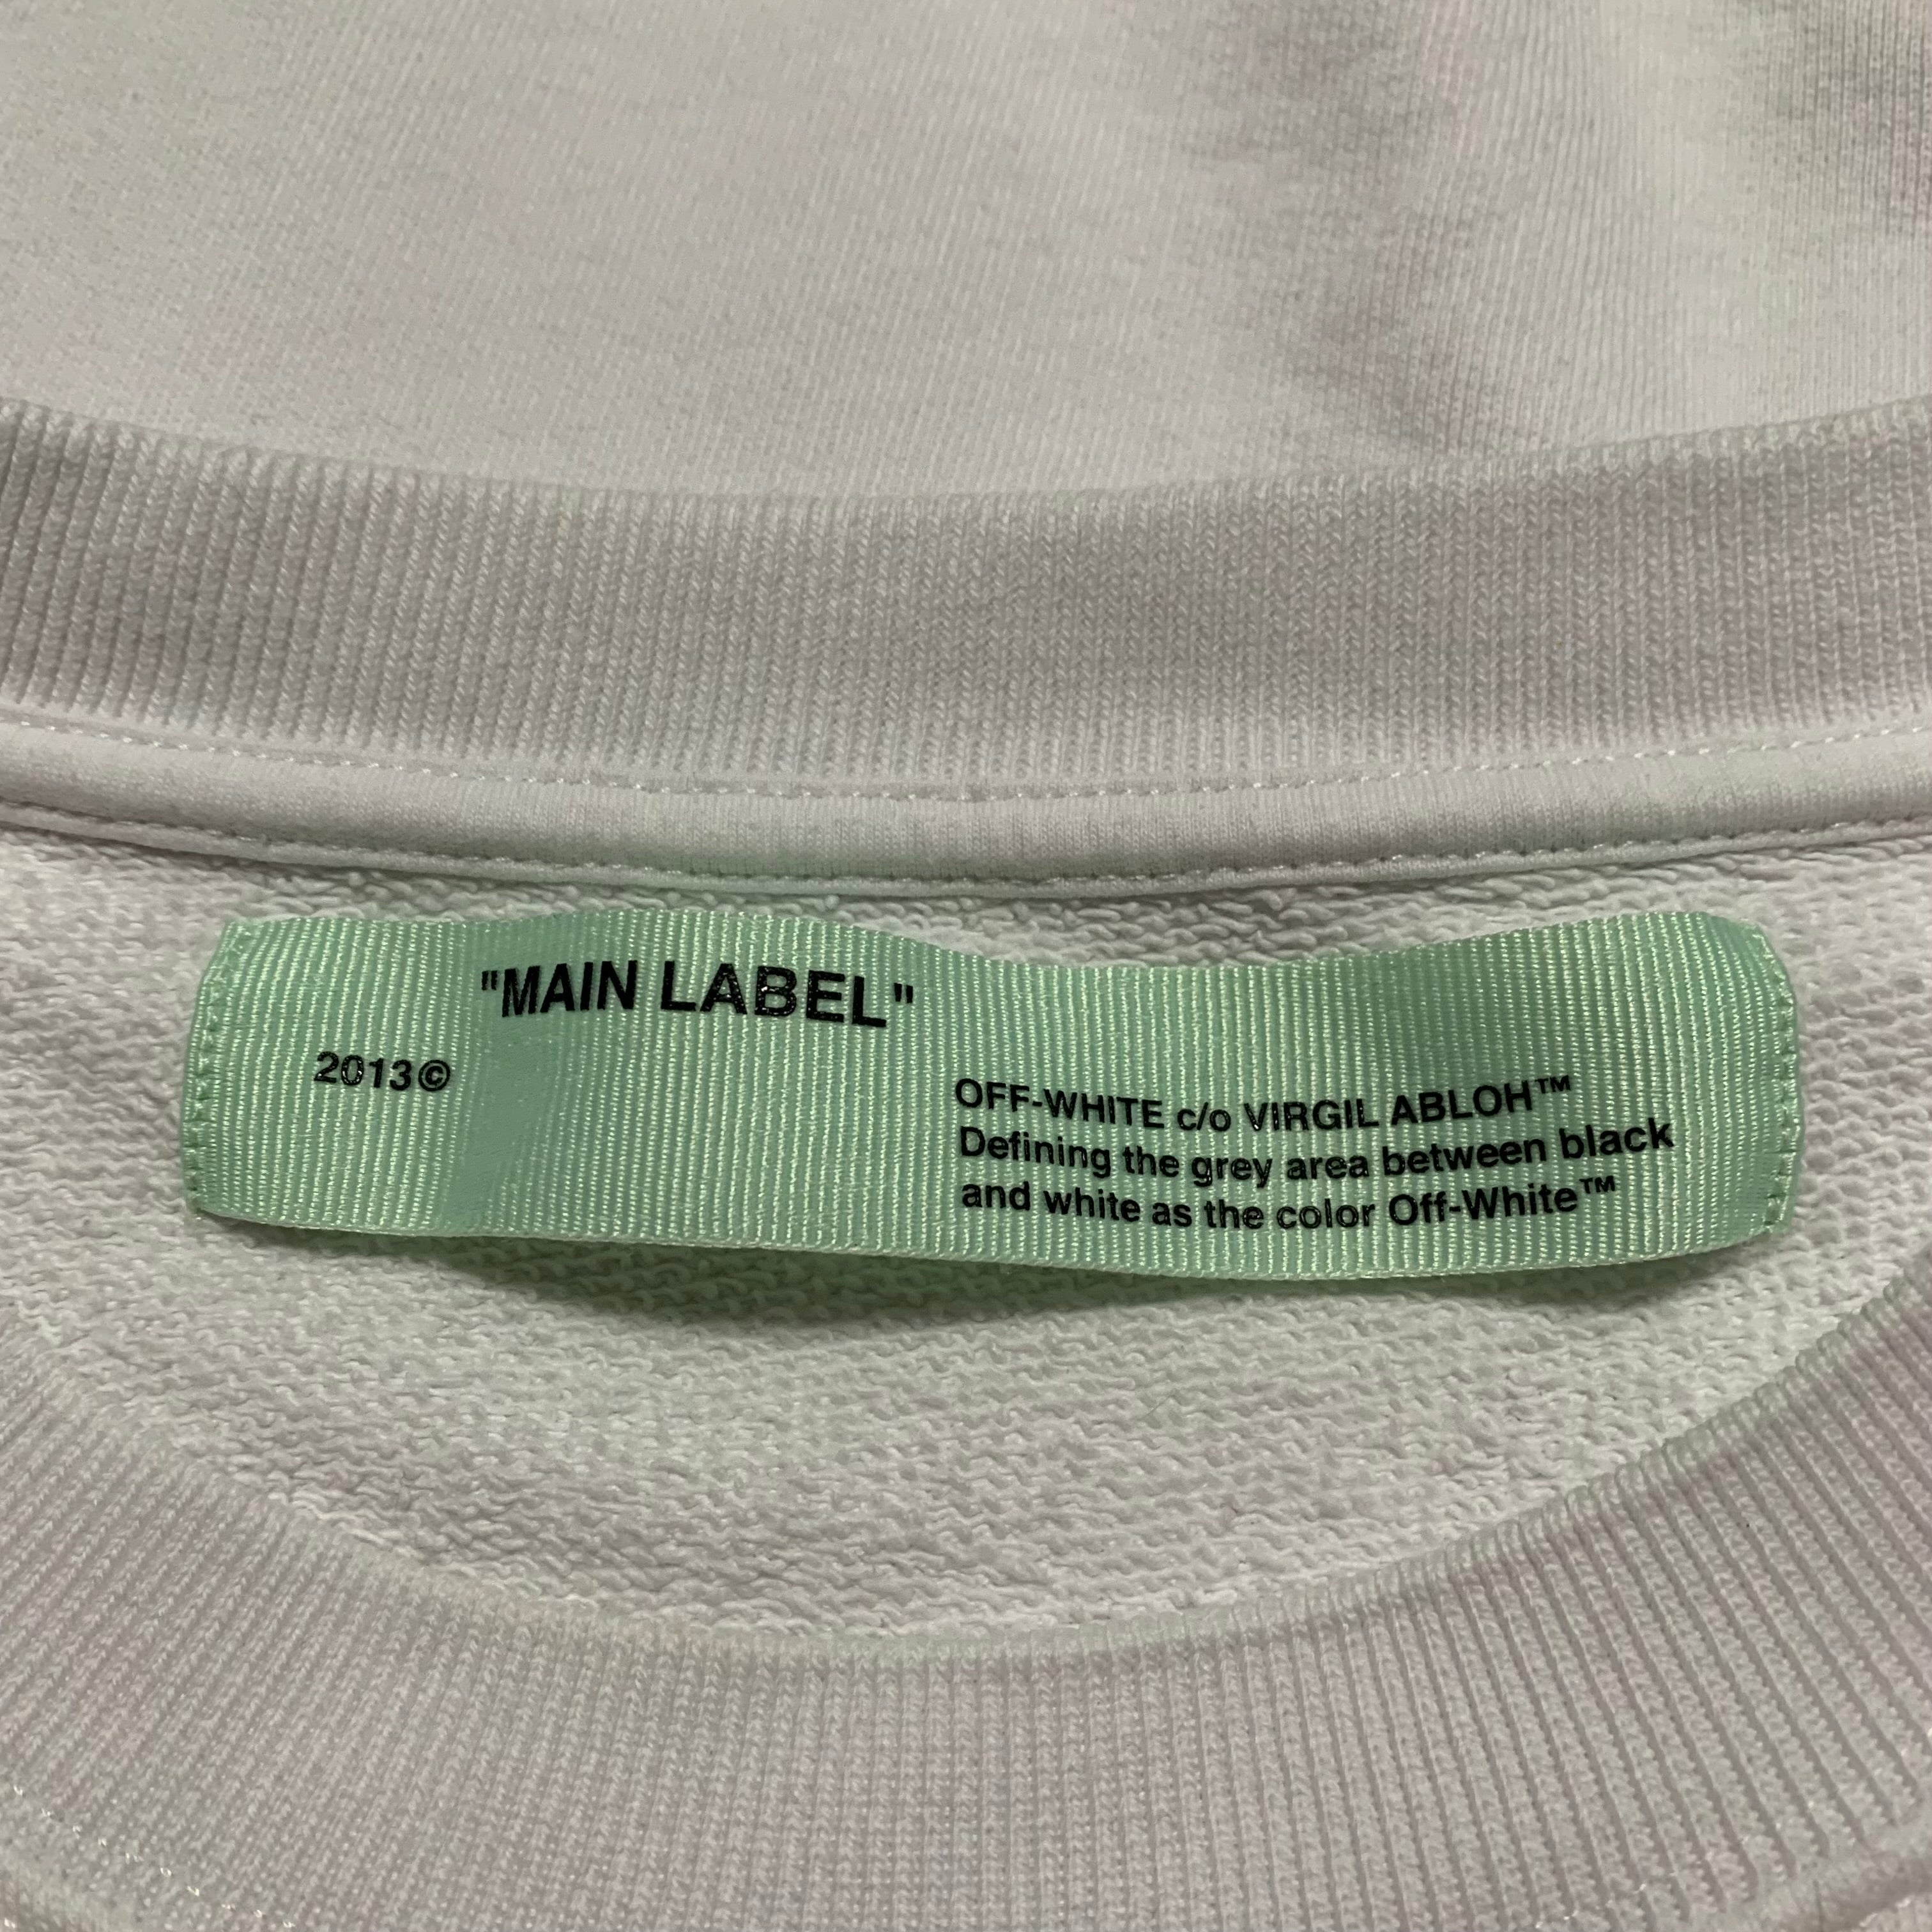 "MAIN LABEL"
2013©
OFF-WHITE c/o VIRGIL ABLOH™
Defining the grey area between black
and white as the color Off-White™